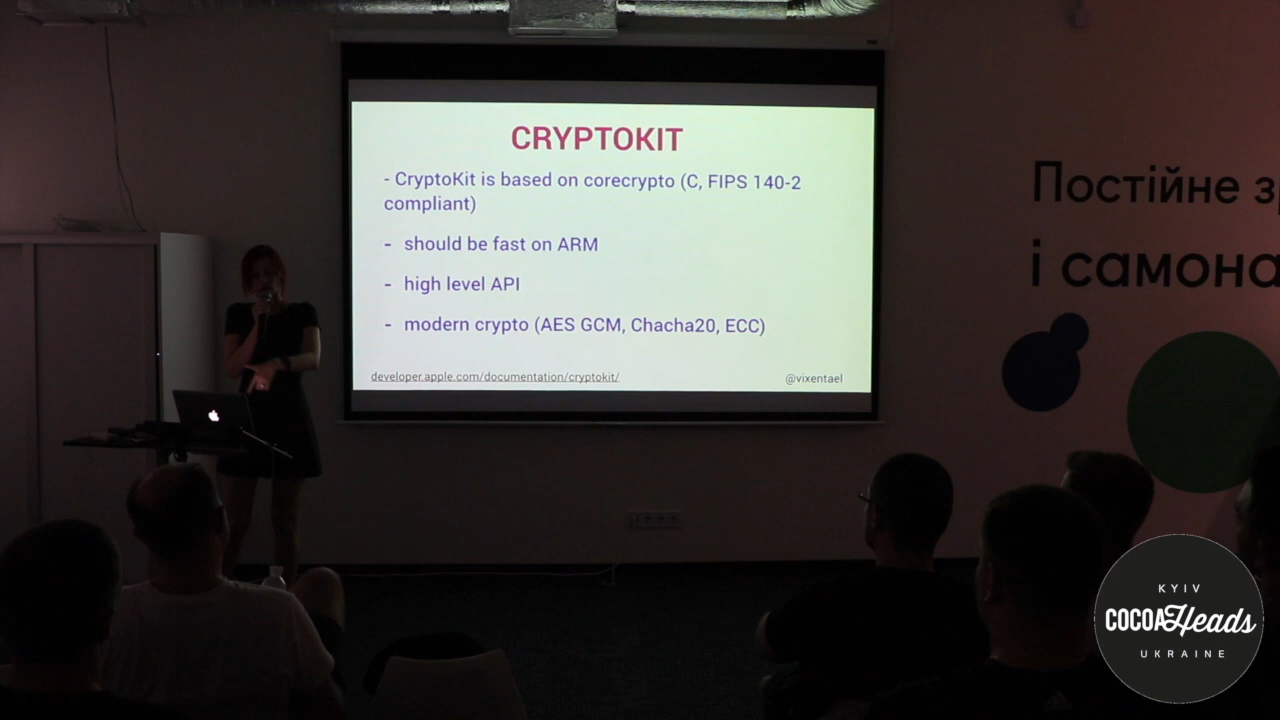 CRYPTOKIT
- CryptoKit is based on corecrypto (C, FIPS 140-2
compliant)
- should be fast on ARM
- high level API
- modern crypto (AES GCM, Chacha20, ECC)
developer.apple.com/documentation/cryptokit/
@vixentael
Постійне з
і самона
KYIV
COCOAHeads
UKRAINE